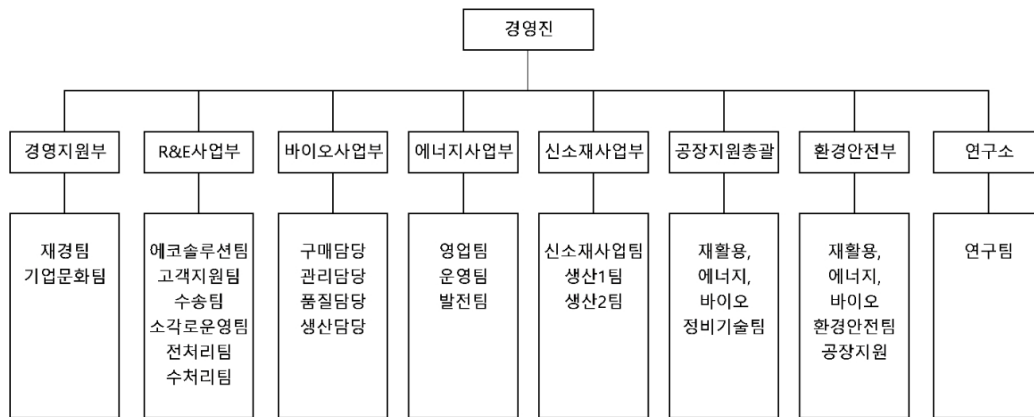 경영진
경영지원부
R&E사업부
바이오사업부
에너지사업부
신소재사업부
공장지원총괄
환경안전부
연구소
재경팀
기업문화팀
에코솔루션팀
고객지원팀
수송팀
소각로운영팀
전처리팀
수처리팀
구매담당
관리담당
품질담당
생산담당
영업팀
운영팀
발전팀
신소재사업팀
생산1팀
생산2팀
재활용,
에너지,
바이오
정비기술팀
재활용,
에너지,
바이오
환경안전팀
공장지원
연구팀